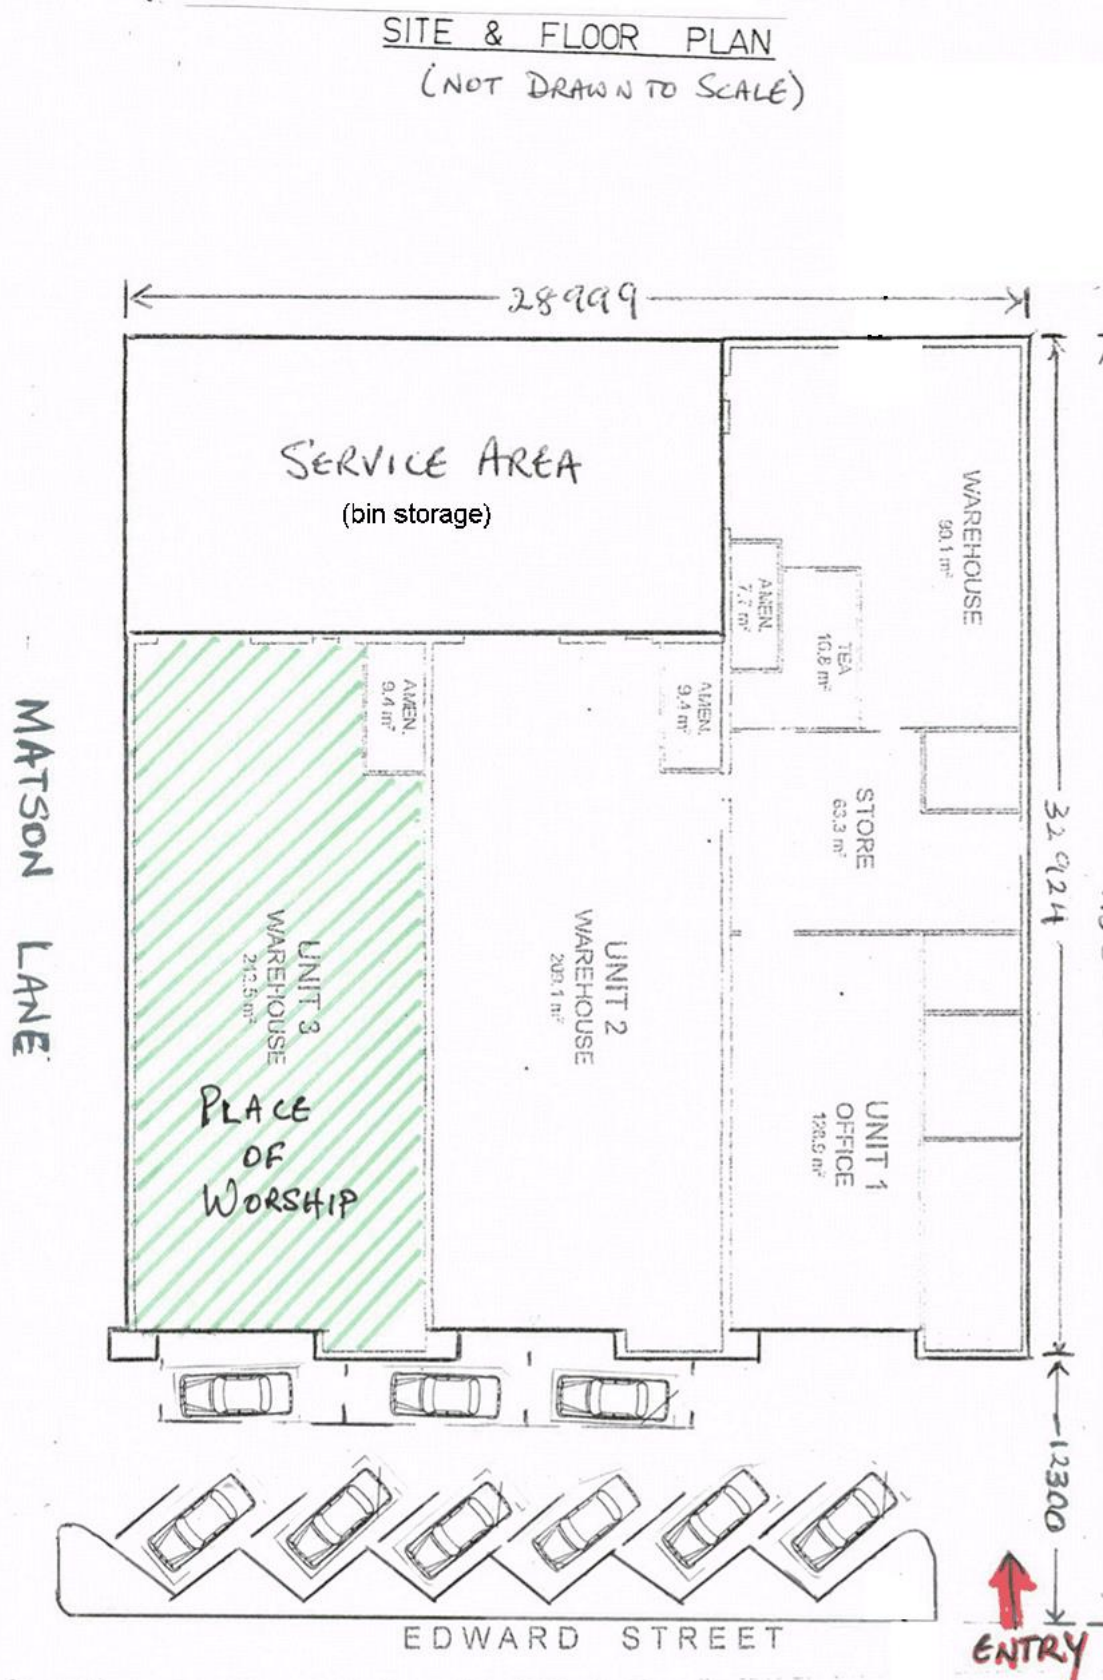 SITE & FLOOR PLAN
(NOT DRAWN TO SCALE)
28999
SERVICE AREA
(bin storage)
WAREHOUSE
90.1 m²
AMEN.
7.7 m²
TEA
10.8 m²
AMEN.
9.4 m²
AMEN.
9.4 m²
STORE
63.3 m²
32924
MATSON LANE
UNIT 3
WAREHOUSE
212.5 m²
PLACE
OF
WORSHIP
UNIT 2
WAREHOUSE
209.1 m²
UNIT 1
OFFICE
128.9 m²
12300
EDWARD STREET
ENTRY